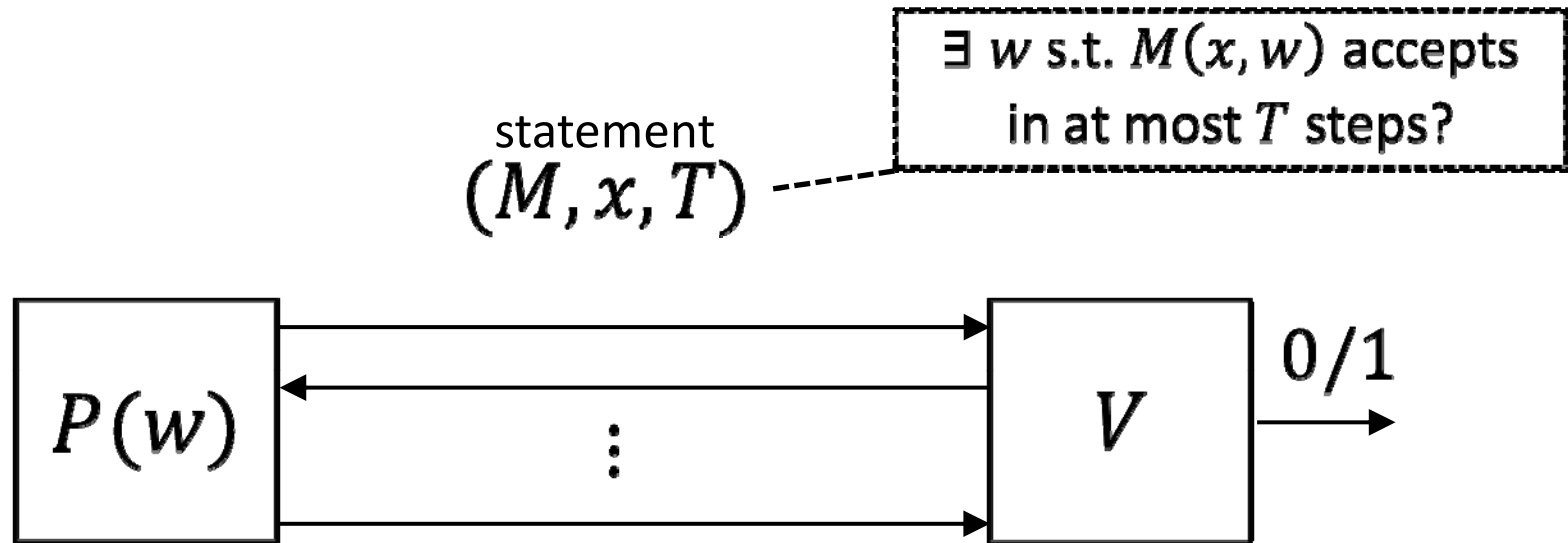 ∃ w s.t. M(x, w) accepts
in at most T steps?
statement
(M, x, T)
P(w)
⋮
V
0/1